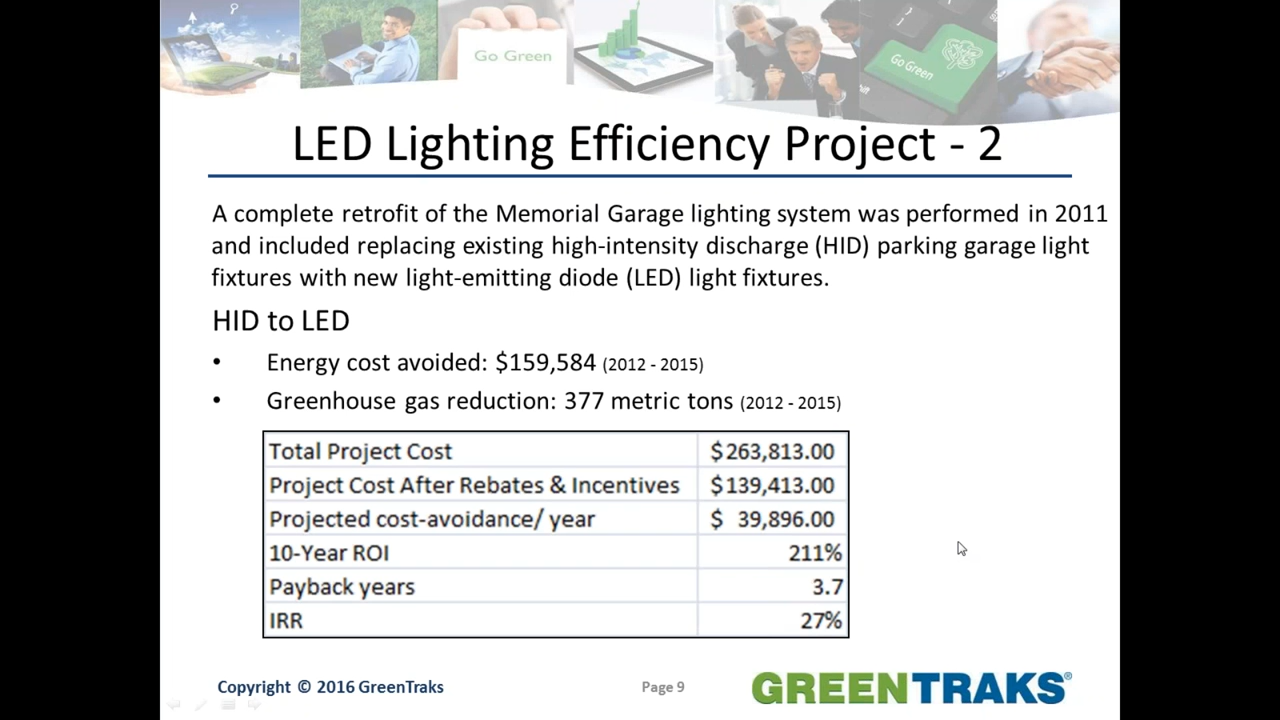 Go Green
Go Green
LED Lighting Efficiency Project - 2
A complete retrofit of the Memorial Garage lighting system was performed in 2011
and included replacing existing high-intensity discharge (HID) parking garage light
fixtures with new light-emitting diode (LED) light fixtures.
HID to LED
• Energy cost avoided: $159,584 (2012 - 2015)
• Greenhouse gas reduction: 377 metric tons (2012 - 2015)
Total Project Cost $263,813.00
Project Cost After Rebates & Incentives $139,413.00
Projected cost-avoidance/ year $ 39,896.00
10-Year ROI 211%
Payback years 3.7
IRR 27%
Copyright © 2016 GreenTraks Page 9 GREENTRAKS®